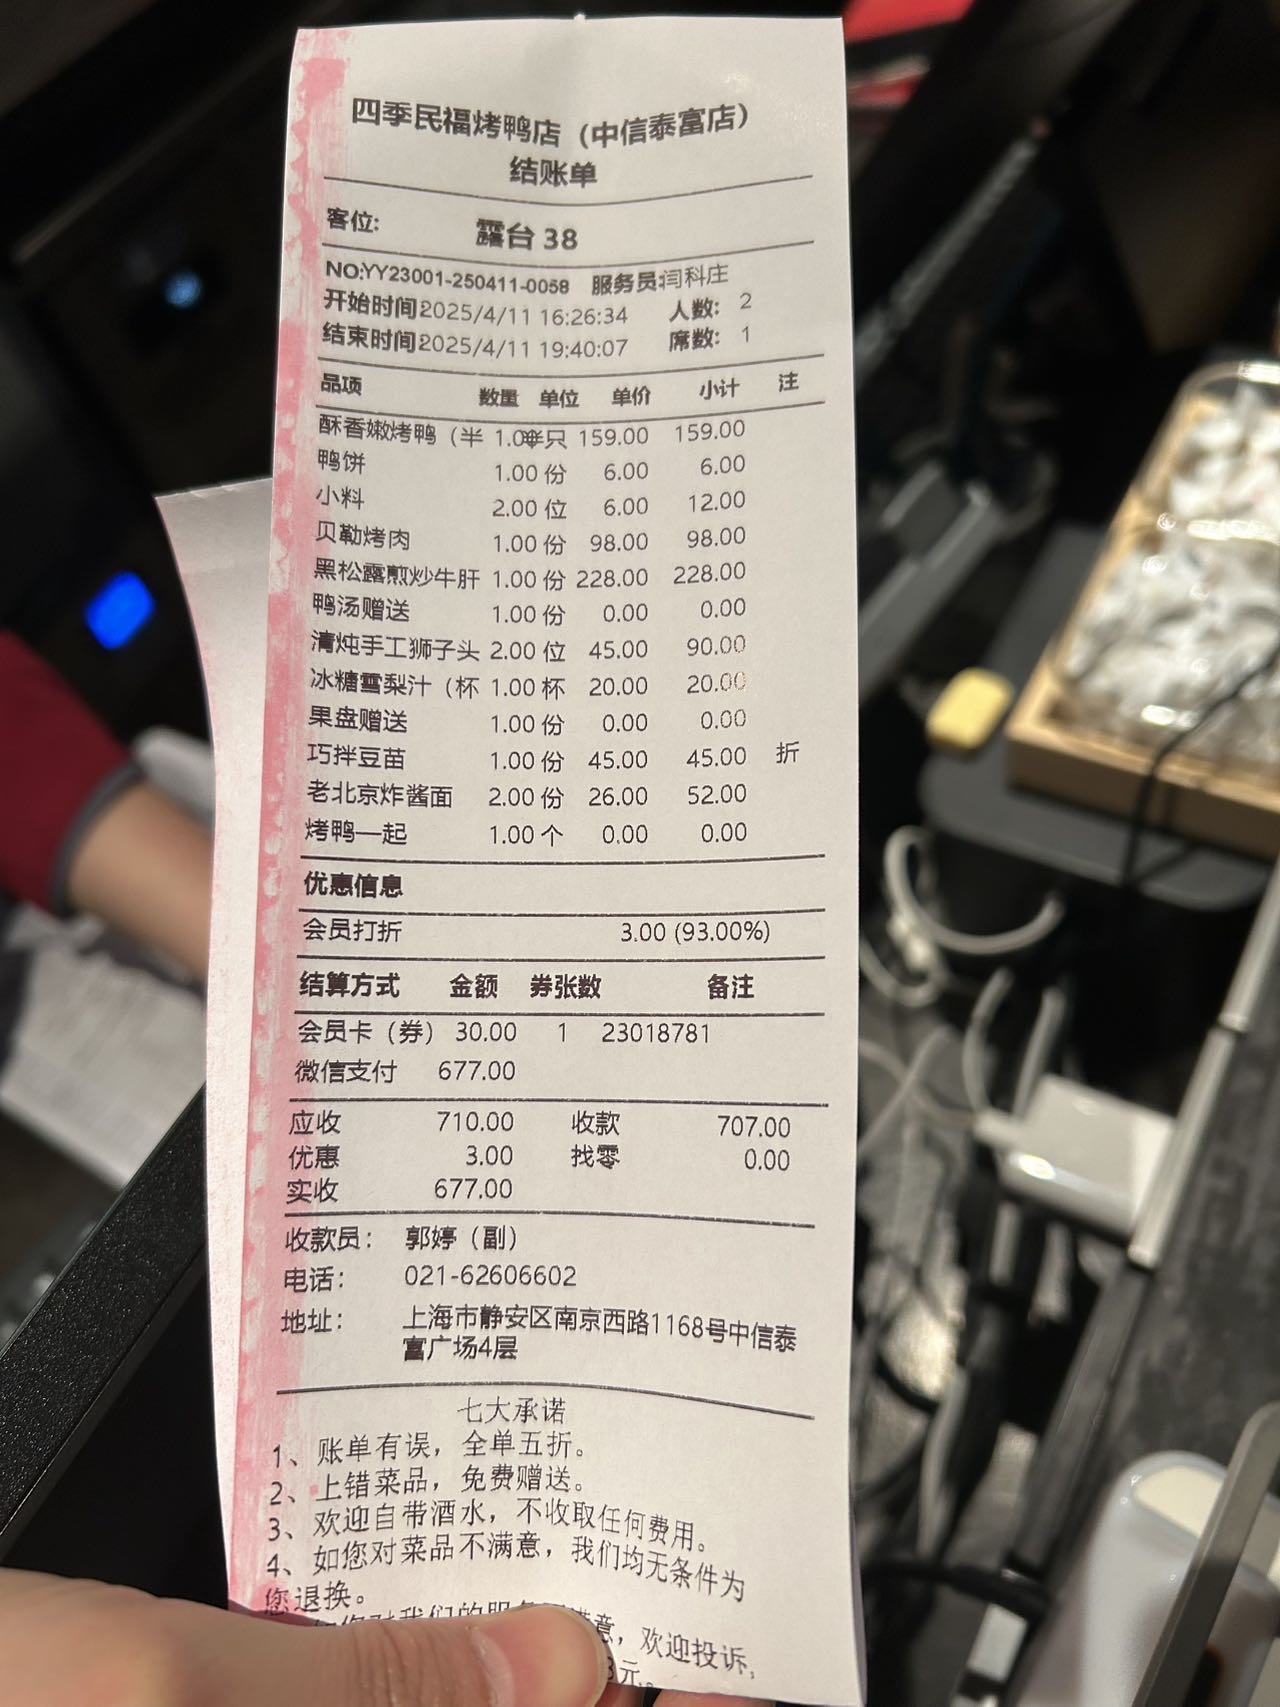 四季民福烤鸭店（中信泰富店）
结账单
客位: 露台 38
NO:YY23001-250411-0058 服务员:闫科庄
开始时间 2025/4/11 16:26:34 人数: 2
结束时间 2025/4/11 19:40:07 席数: 1
品项 数量 单位 单价 小计 注
酥香嫩烤鸭（半 1.00 半只 159.00 159.00
鸭饼 1.00 份 6.00 6.00
小料 2.00 位 6.00 12.00
贝勒烤肉 1.00 份 98.00 98.00
黑松露煎炒牛肝 1.00 份 228.00 228.00
鸭汤赠送 1.00 份 0.00 0.00
清炖手工狮子头 2.00 位 45.00 90.00
冰糖雪梨汁（杯 1.00 杯 20.00 20.00
果盘赠送 1.00 份 0.00 0.00
巧拌豆苗 1.00 份 45.00 45.00 折
老北京炸酱面 2.00 份 26.00 52.00
烤鸭一起 1.00 个 0.00 0.00
优惠信息
会员打折 3.00 (93.00%)
结算方式 金额 券张数 备注
会员卡（券） 30.00 1 23018781
微信支付 677.00
应收 710.00 收款 707.00
优惠 3.00 找零 0.00
实收 677.00
收款员： 郭婷（副）
电话： 021-62606602
地址： 上海市静安区南京西路1168号中信泰
富广场4层
七大承诺
1、账单有误，全单五折。
2、上错菜品，免费赠送。
3、欢迎自带酒水，不收取任何费用。
4、如您对菜品不满意，我们均无条件为
您退换。
您对我们的服务不满意，欢迎投诉，
8元。